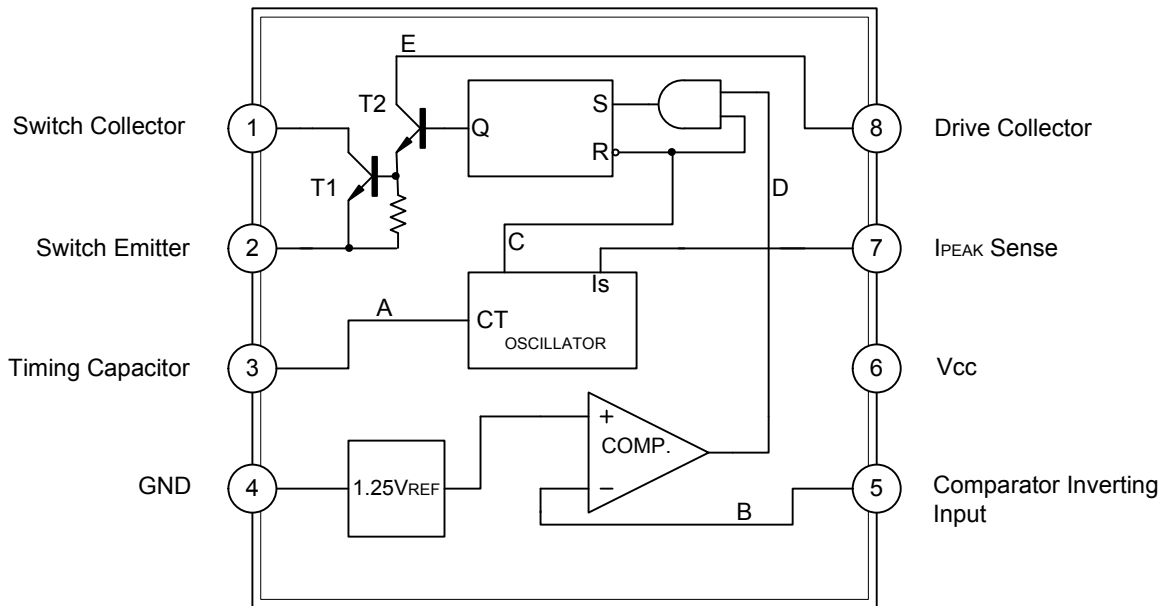 E
T2
S
Switch Collector
1
Q
8
Drive Collector
R
T1
D
Switch Emitter
2
C
7
IPEAK Sense
Is
A
CT
OSCILLATOR
Timing Capacitor
3
6
Vcc
+
COMP.
GND
4
1.25VREF
−
5
Comparator Inverting
Input
B